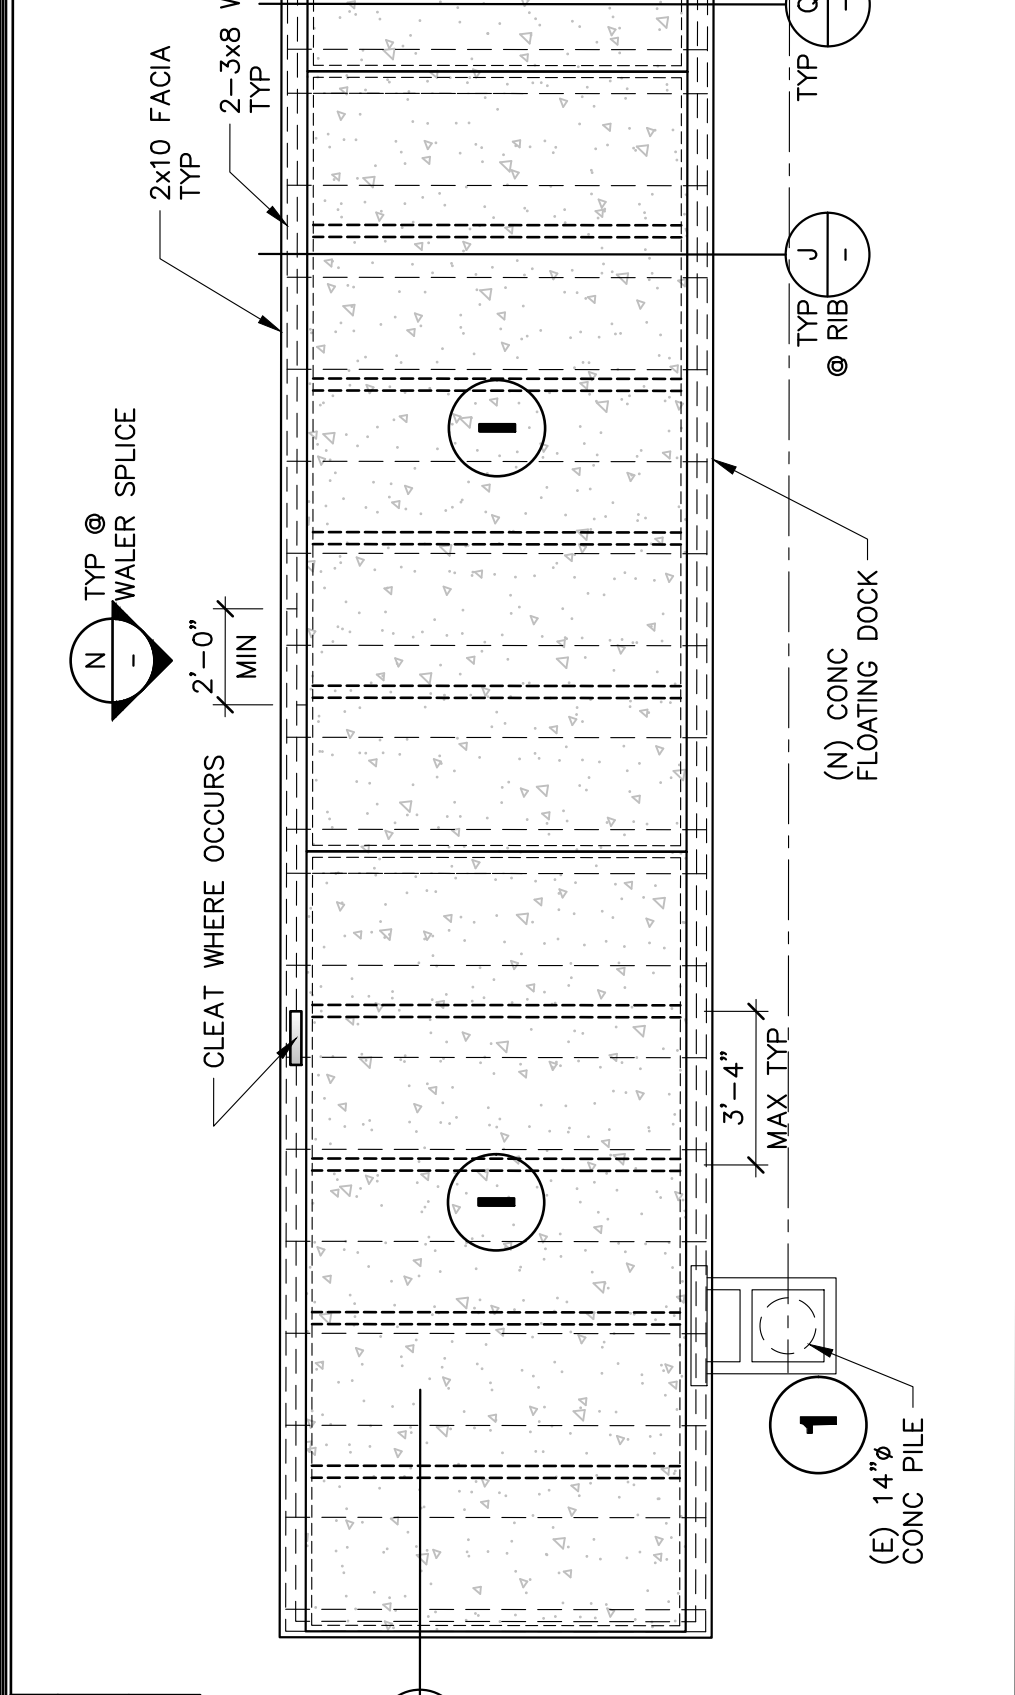 2x10 FACIA
TYP
2-3x8
TYP
TYP @
WALER SPLICE
N
-
2'-0"
MIN
CLEAT WHERE OCCURS
I
I
Q
-
TYP
J
-
TYP
@ RIB
(N) CONC
FLOATING DOCK
3'-4"
MAX TYP
1
(E) 14"ø
CONC PILE